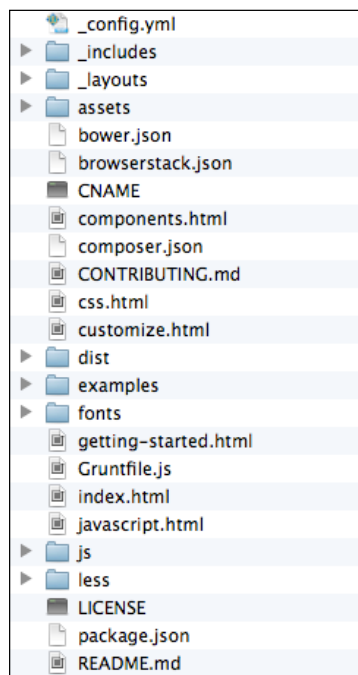 _config.yml
_includes
_layouts
assets
bower.json
browserstack.json
CNAME
components.html
composer.json
CONTRIBUTING.md
css.html
customize.html
dist
examples
fonts
getting-started.html
Gruntfile.js
index.html
javascript.html
js
less
LICENSE
package.json
README.md